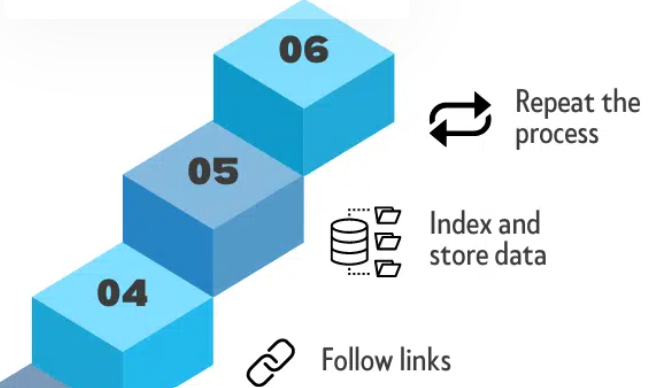 06
Repeat the
process
05
Index and
store data
04
Follow links